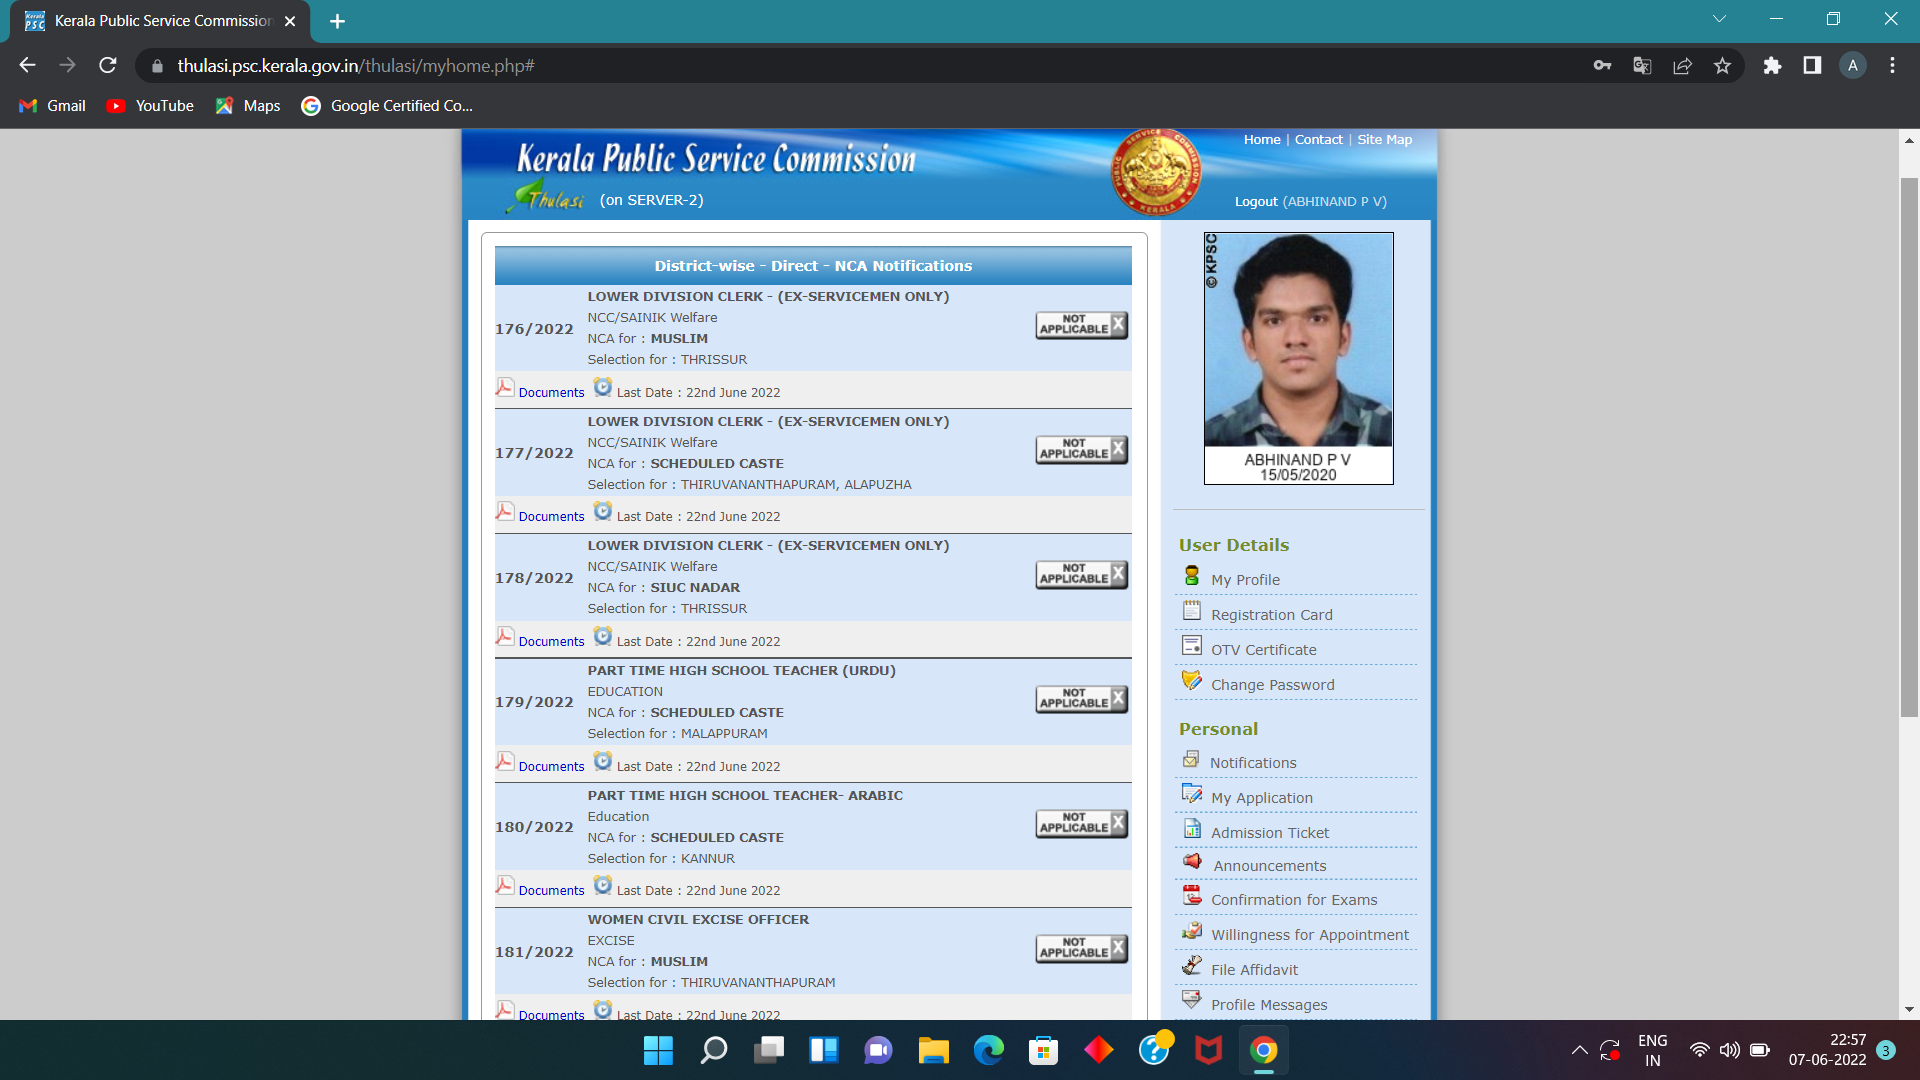 Kerala Public Service Commission
thulasi.psc.kerala.gov.in/thulasi/myhome.php#
A
Gmail
YouTube
Maps
Google Certified Co...
Home | Contact | Site Map
Kerala Public Service Commission
Thulasi (on SERVER-2)
Logout (ABHINAND P V)
District-wise - Direct - NCA Notifications
176/2022
LOWER DIVISION CLERK - (EX-SERVICEMEN ONLY)
NCC/SAINIK Welfare
NCA for : MUSLIM
Selection for : THRISSUR
NOT APPLICABLE X
Documents Last Date : 22nd June 2022
177/2022
LOWER DIVISION CLERK - (EX-SERVICEMEN ONLY)
NCC/SAINIK Welfare
NCA for : SCHEDULED CASTE
Selection for : THIRUVANANTHAPURAM, ALAPUZHA
NOT APPLICABLE X
Documents Last Date : 22nd June 2022
178/2022
LOWER DIVISION CLERK - (EX-SERVICEMEN ONLY)
NCC/SAINIK Welfare
NCA for : SIUC NADAR
Selection for : THRISSUR
NOT APPLICABLE X
Documents Last Date : 22nd June 2022
179/2022
PART TIME HIGH SCHOOL TEACHER (URDU)
EDUCATION
NCA for : SCHEDULED CASTE
Selection for : MALAPPURAM
NOT APPLICABLE X
Documents Last Date : 22nd June 2022
180/2022
PART TIME HIGH SCHOOL TEACHER- ARABIC
Education
NCA for : SCHEDULED CASTE
Selection for : KANNUR
NOT APPLICABLE X
Documents Last Date : 22nd June 2022
181/2022
WOMEN CIVIL EXCISE OFFICER
EXCISE
NCA for : MUSLIM
Selection for : THIRUVANANTHAPURAM
NOT APPLICABLE X
Documents Last Date : 22nd June 2022
© KPSC
ABHINAND P V
15/05/2020
User Details
My Profile
Registration Card
OTV Certificate
Change Password
Personal
Notifications
My Application
Admission Ticket
Announcements
Confirmation for Exams
Willingness for Appointment
File Affidavit
Profile Messages
ENG
IN
22:57
07-06-2022
3